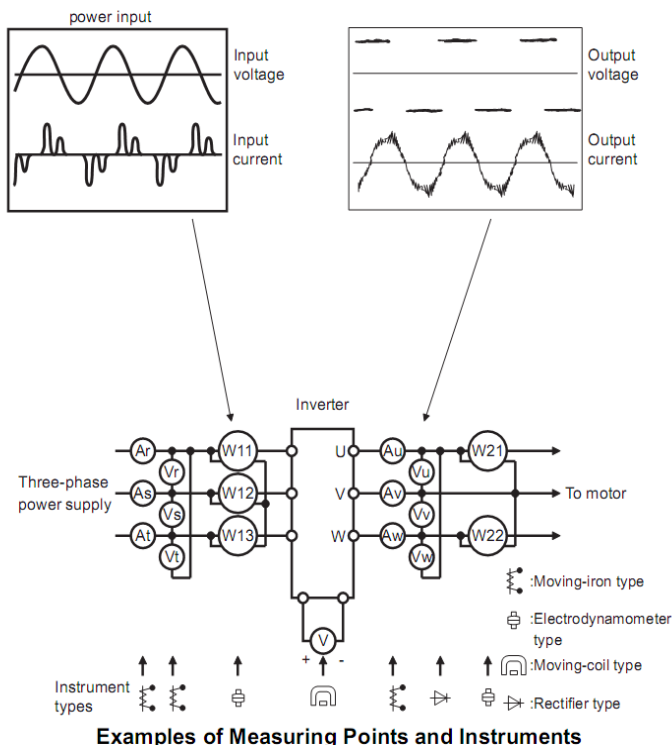 power input
Input
voltage
Input
current
Output
voltage
Output
current
Inverter
Ar
W11
U
Au
W21
Vr
Vu
Three-phase
power supply
As
W12
V
Av
To motor
Vs
Vv
At
W13
W
Aw
W22
Vt
Vw
:Moving-iron type
:Electrodynamometer
type
V
+
-
:Moving-coil type
Instrument
types
:Rectifier type
Examples of Measuring Points and Instruments